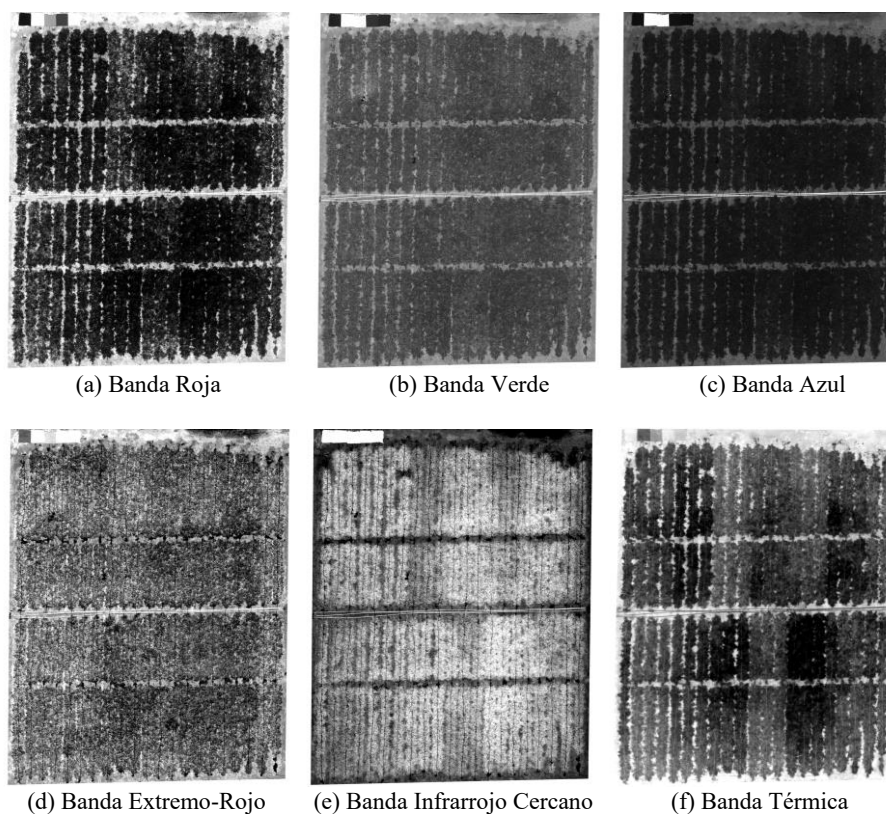 (a) Banda Roja
(b) Banda Verde
(c) Banda Azul
(d) Banda Extremo-Rojo
(e) Banda Infrarrojo Cercano
(f) Banda Térmica